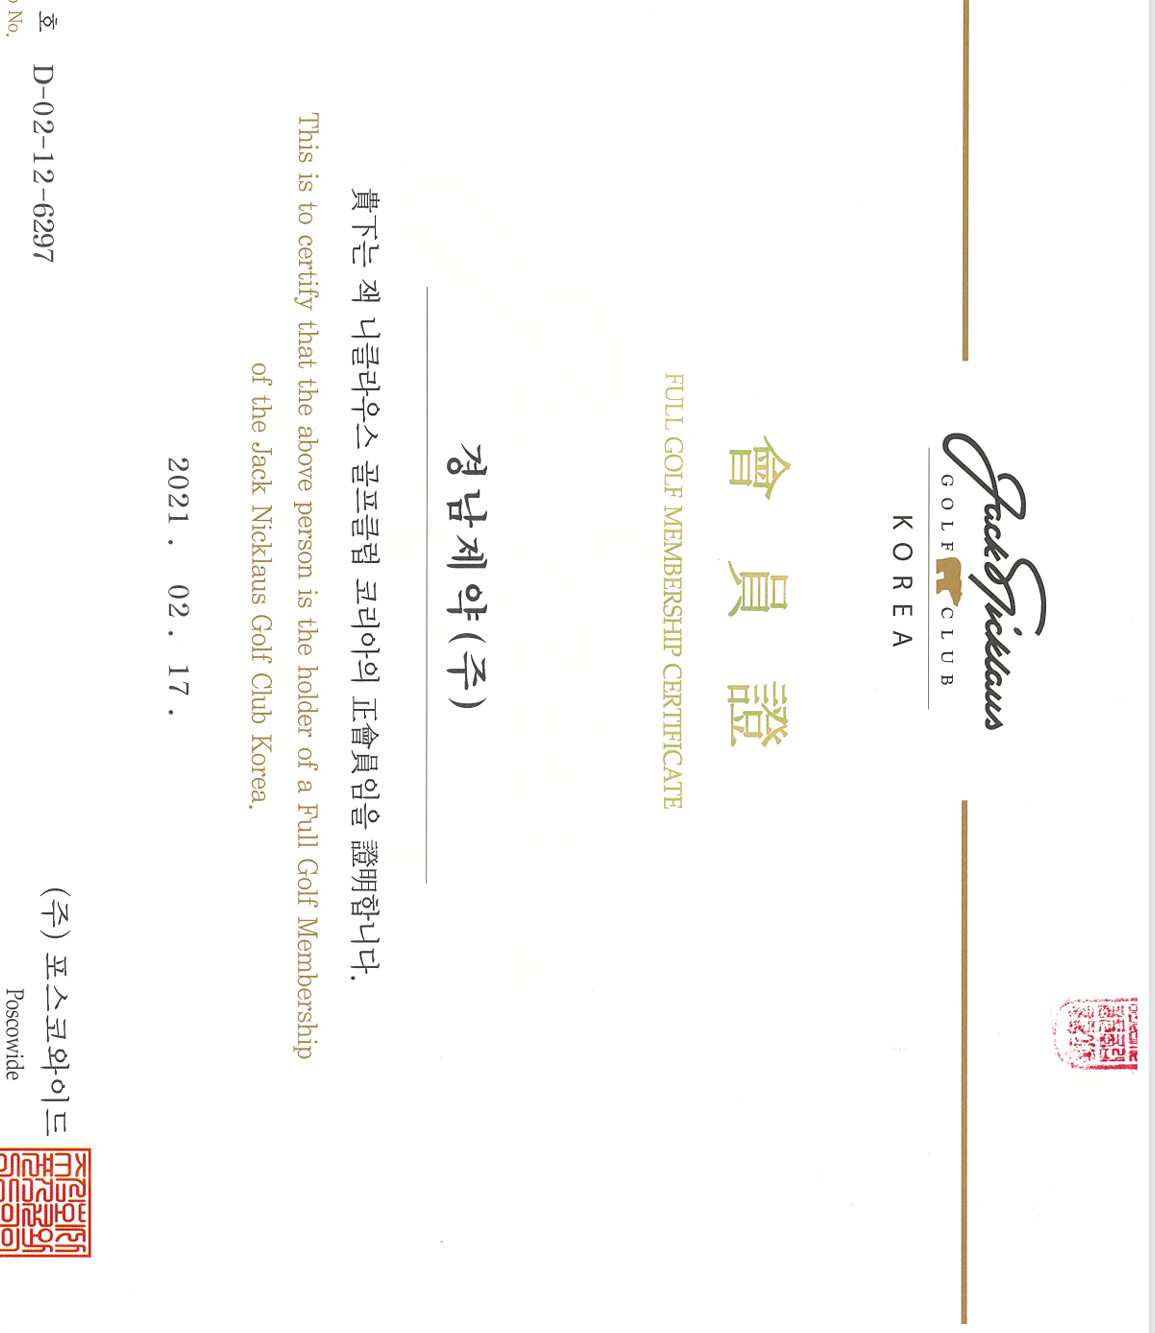 Jack Nicklaus
GOLF CLUB
KOREA
會員證
FULL GOLF MEMBERSHIP CERTIFICATE
경남제약(주)
貴下는 잭 니클라우스 골프클럽 코리아의 正會員임을 證明합니다.
This is to certify that the above person is the holder of a Full Golf Membership
of the Jack Nicklaus Golf Club Korea.
2021. 02. 17.
호 D-02-12-6297
No.
(주) 포스코와이드
Poscowide